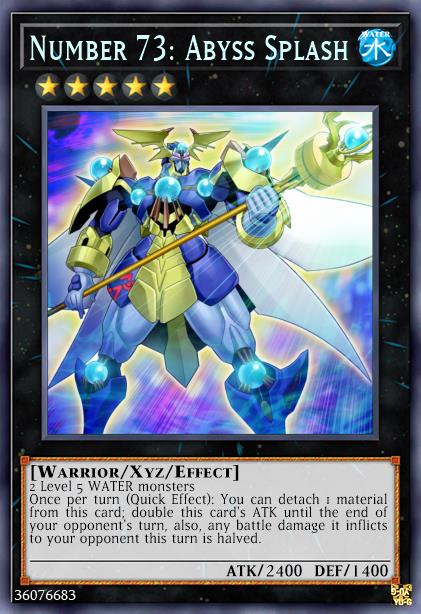 Number 73: Abyss Splash
WATER
水
73
[Warrior/Xyz/Effect]
2 Level 5 WATER monsters
Once per turn (Quick Effect): You can detach 1 material
from this card; double this card's ATK until the end of
your opponent's turn, also, any battle damage it inflicts
to your opponent this turn is halved.
ATK/2400 DEF/1400
36076683